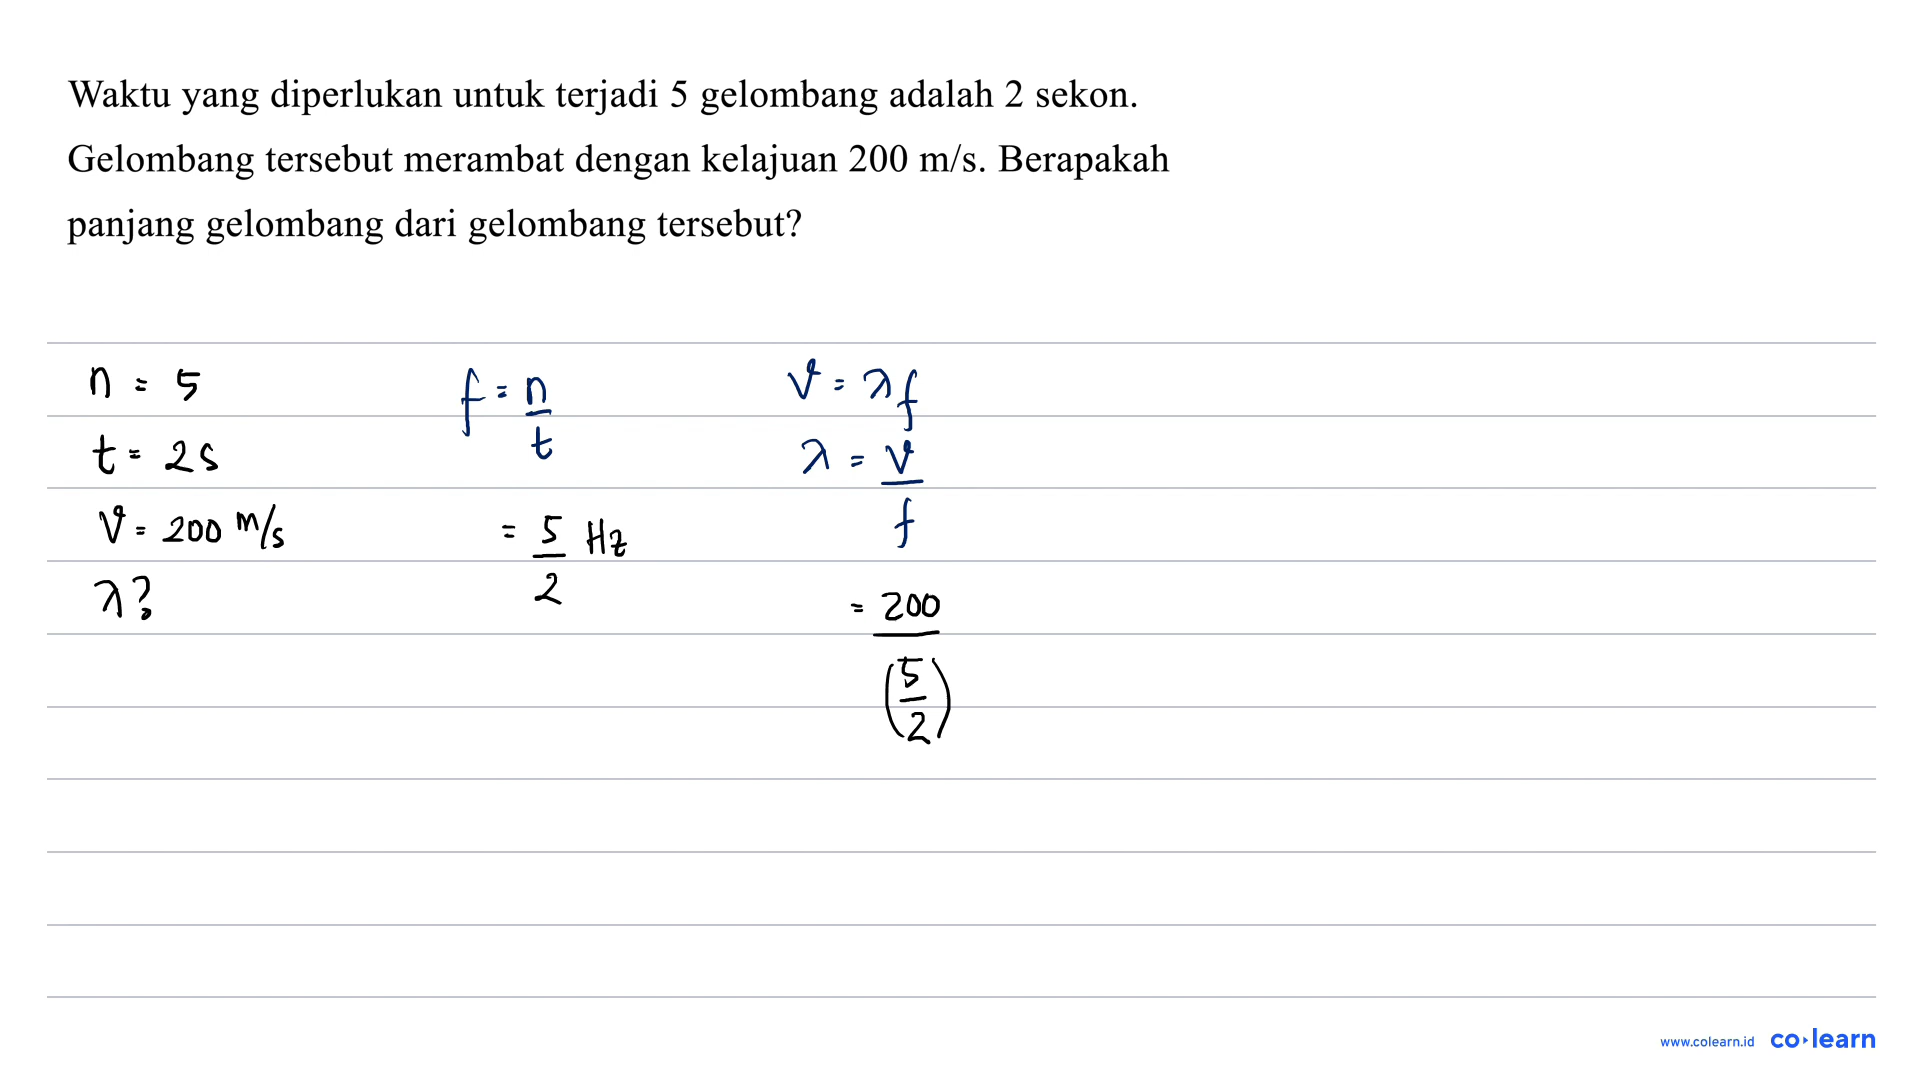 Waktu yang diperlukan untuk terjadi 5 gelombang adalah 2 sekon.
Gelombang tersebut merambat dengan kelajuan 200 m/s. Berapakah
panjang gelombang dari gelombang tersebut?
n = 5
t = 2 s
v = 200 m/s
λ?
f = n/t
= 5/2 Hz
v = λf
λ = v/f
= 200/(5/2)
www.colearn.id co▸learn